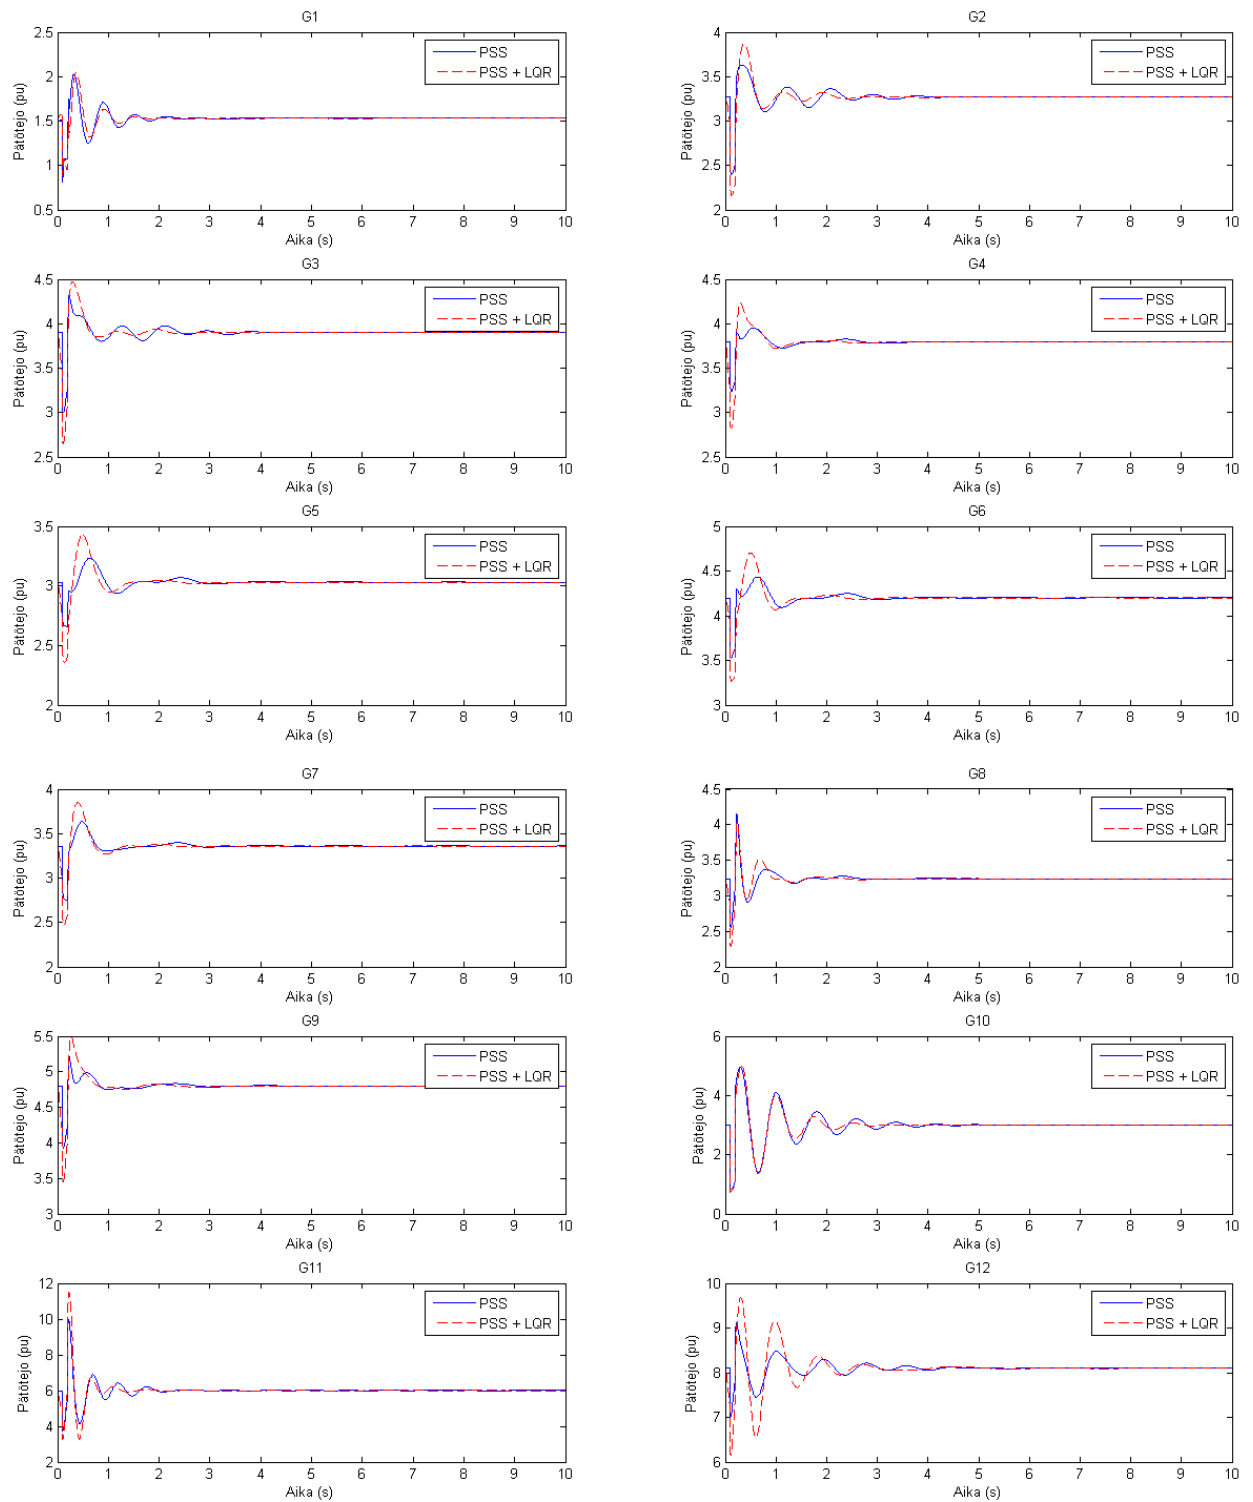 G1
2.5
2
1.5
1
0.5
Pätötejo (pu)
0 1 2 3 4 5 6 7 8 9 10
Aika (s)
PSS
PSS + LQR
G2
4
3.5
3
2.5
2
Pätötejo (pu)
0 1 2 3 4 5 6 7 8 9 10
Aika (s)
PSS
PSS + LQR
G3
4.5
4
3.5
3
2.5
Pätötejo (pu)
0 1 2 3 4 5 6 7 8 9 10
Aika (s)
PSS
PSS + LQR
G4
4.5
4
3.5
3
2.5
Pätötejo (pu)
0 1 2 3 4 5 6 7 8 9 10
Aika (s)
PSS
PSS + LQR
G5
3.5
3
2.5
2
Pätötejo (pu)
0 1 2 3 4 5 6 7 8 9 10
Aika (s)
PSS
PSS + LQR
G6
5
4.5
4
3.5
3
Pätötejo (pu)
0 1 2 3 4 5 6 7 8 9 10
Aika (s)
PSS
PSS + LQR
G7
4
3.5
3
2.5
2
Pätötejo (pu)
0 1 2 3 4 5 6 7 8 9 10
Aika (s)
PSS
PSS + LQR
G8
4.5
4
3.5
3
2.5
2
Pätötejo (pu)
0 1 2 3 4 5 6 7 8 9 10
Aika (s)
PSS
PSS + LQR
G9
5.5
5
4.5
4
3.5
3
Pätötejo (pu)
0 1 2 3 4 5 6 7 8 9 10
Aika (s)
PSS
PSS + LQR
G10
6
4
2
0
Pätötejo (pu)
0 1 2 3 4 5 6 7 8 9 10
Aika (s)
PSS
PSS + LQR
G11
12
10
8
6
4
2
Pätötejo (pu)
0 1 2 3 4 5 6 7 8 9 10
Aika (s)
PSS
PSS + LQR
G12
10
9
8
7
6
Pätötejo (pu)
0 1 2 3 4 5 6 7 8 9 10
Aika (s)
PSS
PSS + LQR